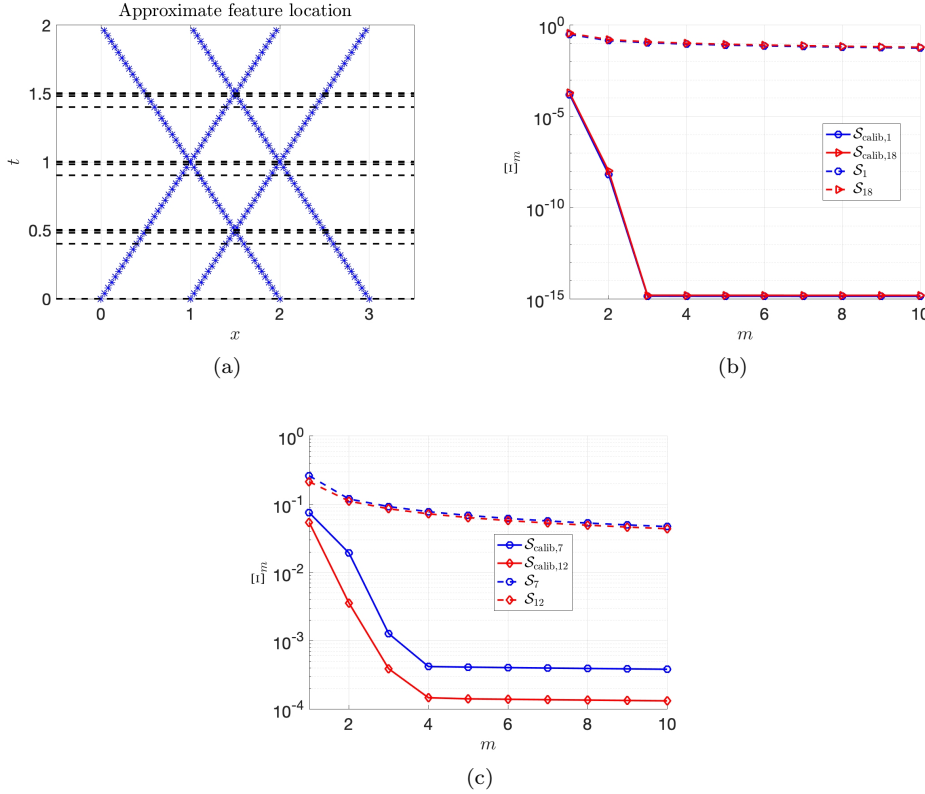 Approximate feature location
2
1.5
1
0.5
0
t
0
1
2
3
x
(a)
10^0
10^-5
10^-10
10^-15
Ξ_m
S_calib,1
S_calib,18
S_1
S_18
2
4
6
8
10
m
(b)
10^0
10^-1
10^-2
10^-3
10^-4
Ξ_m
S_calib,7
S_calib,12
S_7
S_12
2
4
6
8
10
m
(c)